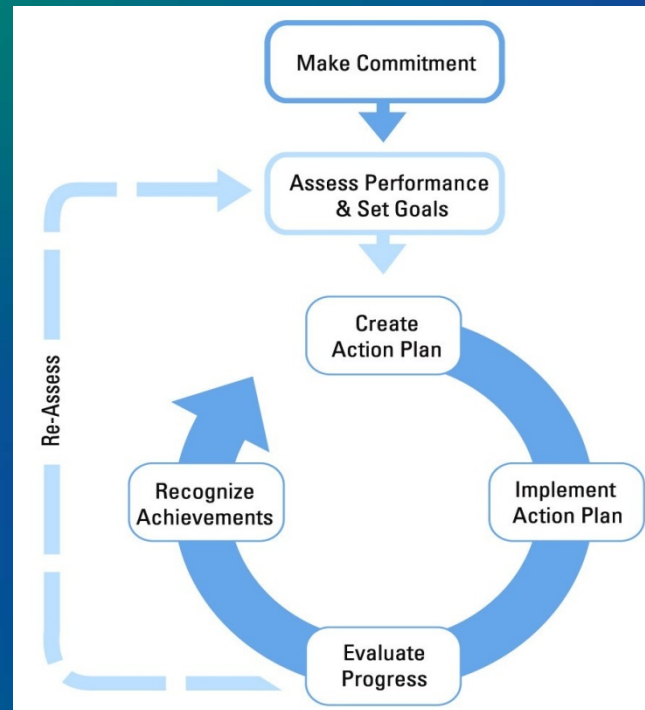 Make Commitment
Assess Performance
& Set Goals
Create
Action Plan
Re-Assess
Recognize
Achievements
Implement
Action Plan
Evaluate
Progress